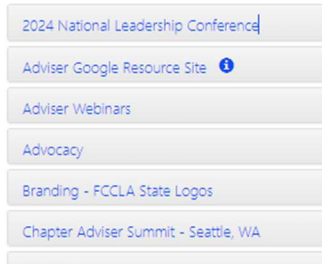 2024 National Leadership Conference
Adviser Google Resource Site
Adviser Webinars
Advocacy
Branding - FCCLA State Logos
Chapter Adviser Summit - Seattle, WA